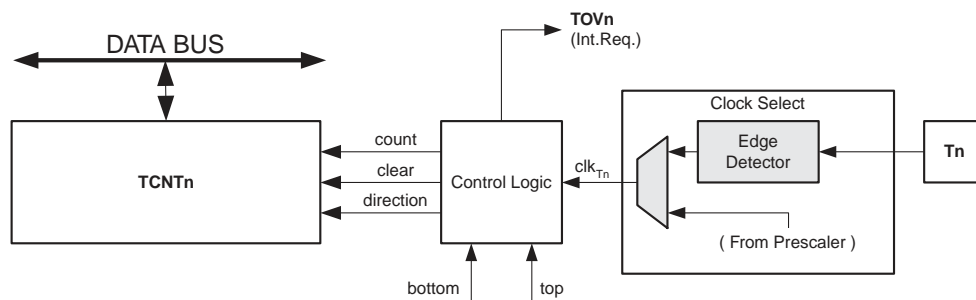 TOVn
(Int.Req.)
DATA BUS
Clock Select
TCNTn
count
clear
direction
Control Logic
clkTn
Edge
Detector
Tn
( From Prescaler )
bottom
top